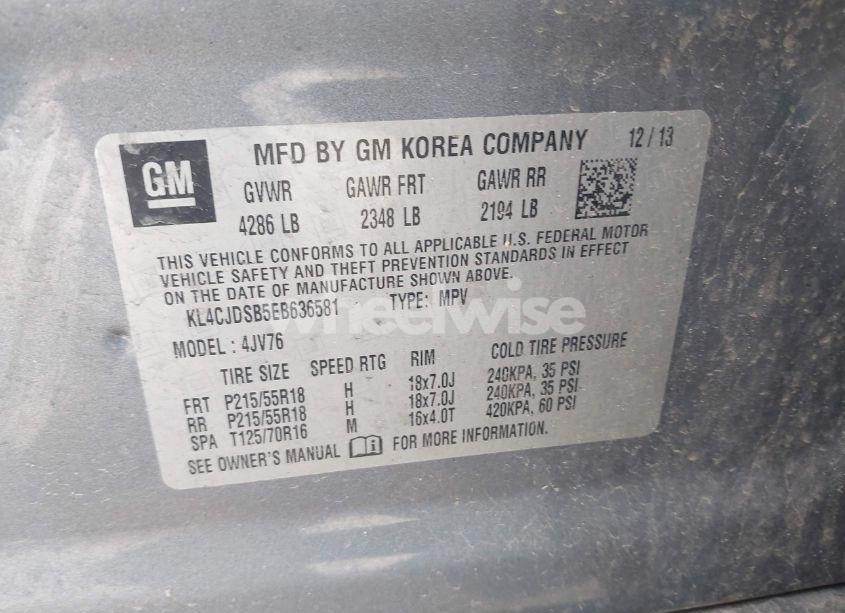 GM
MFD BY GM KOREA COMPANY 12/13
GVWR GAWR FRT GAWR RR
4286 LB 2348 LB 2194 LB
THIS VEHICLE CONFORMS TO ALL APPLICABLE U.S. FEDERAL MOTOR
VEHICLE SAFETY AND THEFT PREVENTION STANDARDS IN EFFECT
ON THE DATE OF MANUFACTURE SHOWN ABOVE.
KL4CJDSB5EB636581 TYPE: MPV
wheelwise
MODEL: 4JV76
TIRE SIZE SPEED RTG RIM COLD TIRE PRESSURE
FRT P215/55R18 H 18x7.0J 240KPA, 35 PSI
RR P215/55R18 H 18x7.0J 240KPA, 35 PSI
SPA T125/70R16 M 16x4.0T 420KPA, 60 PSI
SEE OWNER'S MANUAL FOR MORE INFORMATION.